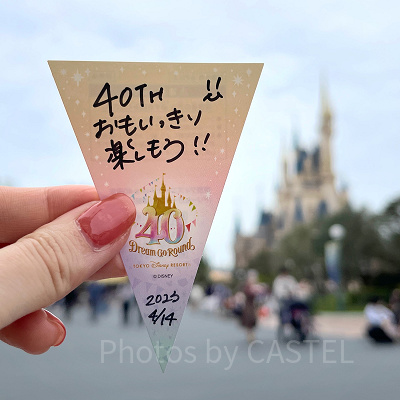 40TH
おもいっきり
楽しもう!!
40
Dream Go Round
TOKYO Disney RESORT
©DISNEY
2023
4/14
Photos by CASTEL